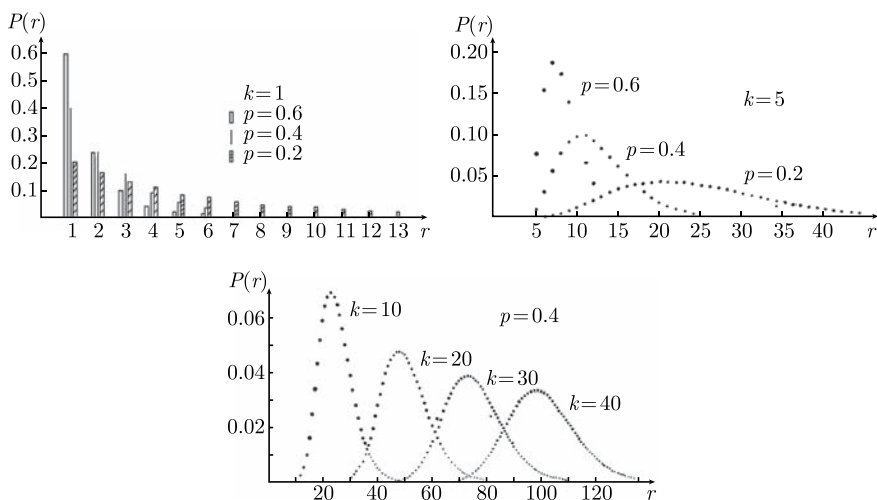 P(r)
0.6
0.5
0.4
0.3
0.2
0.1
k=1
p=0.6
p=0.4
p=0.2
1 2 3 4 5 6 7 8 9 10 11 12 13 r
P(r)
0.20
0.15
0.10
0.05
p=0.6
k=5
p=0.4
p=0.2
5 10 15 20 25 30 35 40 r
P(r)
0.06
0.04
0.02
k=10
p=0.4
k=20
k=30
k=40
20 40 60 80 100 120 r